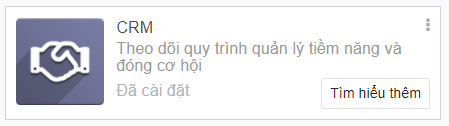 CRM
Theo dõi quy trình quản lý tiềm năng và
đóng cơ hội
Đã cài đặt
Tìm hiểu thêm